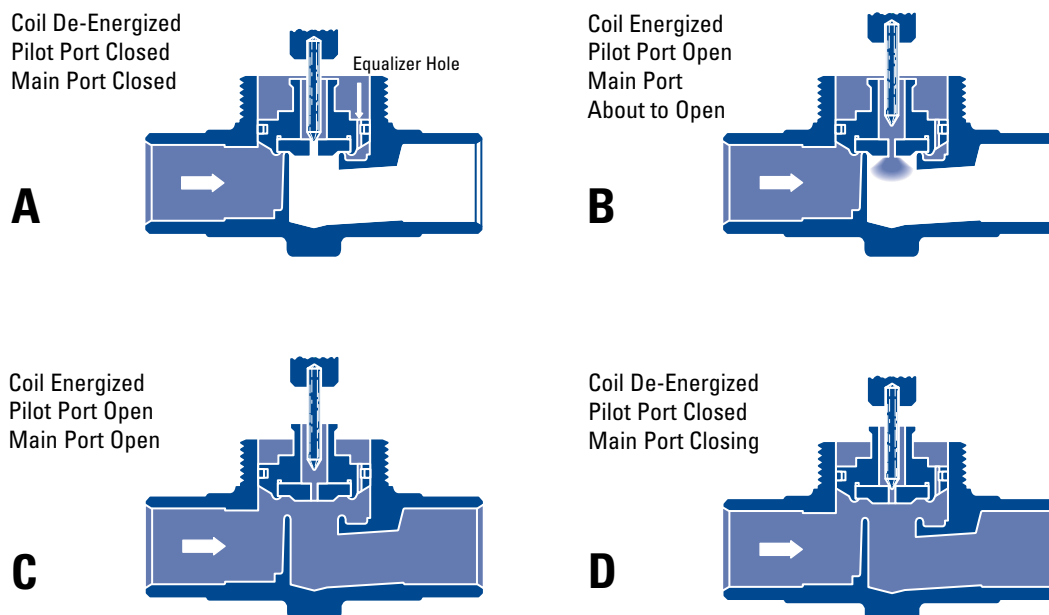 Coil De-Energized
Pilot Port Closed
Main Port Closed
Equalizer Hole
A
Coil Energized
Pilot Port Open
Main Port
About to Open
B
Coil Energized
Pilot Port Open
Main Port Open
C
Coil De-Energized
Pilot Port Closed
Main Port Closing
D